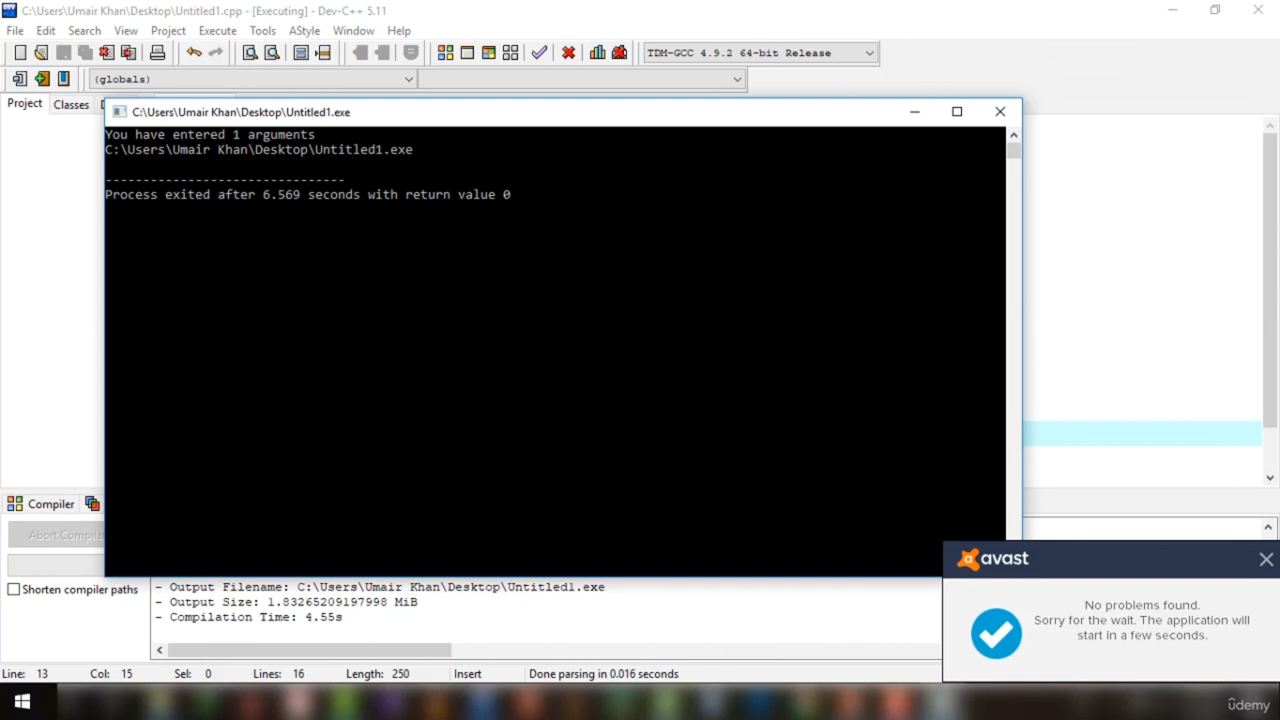 C:\Users\Umair Khan\Desktop\Untitled1.cpp - [Executing] - Dev-C++ 5.11
File Edit Search View Project Execute Tools AStyle Window Help
TDM-GCC 4.9.2 64-bit Release
(globals)
Project Classes D
C:\Users\Umair Khan\Desktop\Untitled1.exe
You have entered 1 arguments
C:\Users\Umair Khan\Desktop\Untitled1.exe
--------------------------------
Process exited after 6.569 seconds with return value 0
Compiler
Abort Compila
Shorten compiler paths
- Output Filename: C:\Users\Umair Khan\Desktop\Untitled1.exe
- Output Size: 1.83265209197998 MiB
- Compilation Time: 4.55s
avast
No problems found.
Sorry for the wait. The application will
start in a few seconds.
Line: 13 Col: 15 Sel: 0 Lines: 16 Length: 250 Insert Done parsing in 0.016 seconds
ûdemy